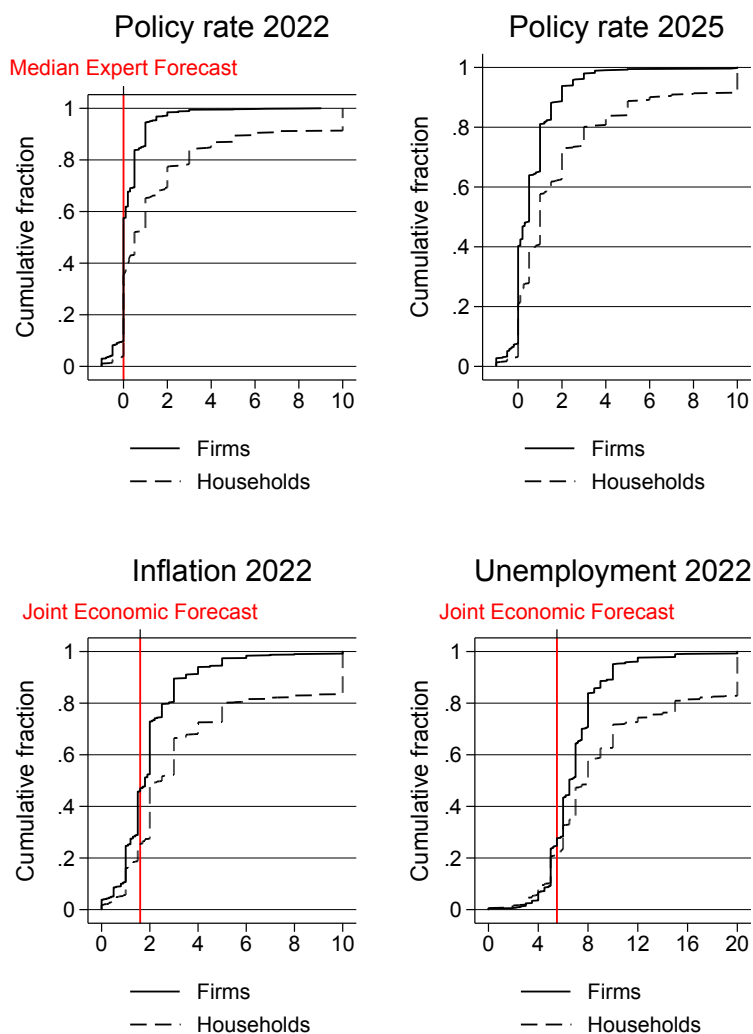 Policy rate 2022
Median Expert Forecast
Cumulative fraction
1
.8
.6
.4
.2
0
0 2 4 6 8 10
Firms
Households
Policy rate 2025
Cumulative fraction
1
.8
.6
.4
.2
0
0 2 4 6 8 10
Firms
Households
Inflation 2022
Joint Economic Forecast
Cumulative fraction
1
.8
.6
.4
.2
0
0 2 4 6 8 10
Firms
Households
Unemployment 2022
Joint Economic Forecast
Cumulative fraction
1
.8
.6
.4
.2
0
0 4 8 12 16 20
Firms
Households